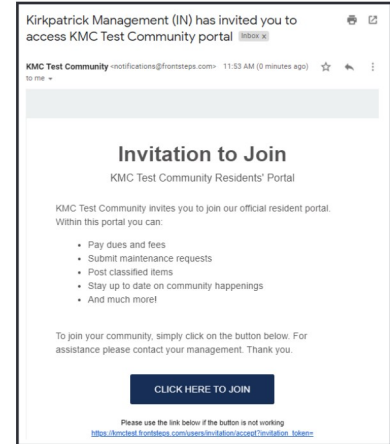 Kirkpatrick Management (IN) has invited you to
access KMC Test Community portal Inbox x
KMC Test Community <notifications@frontsteps.com> 11:53 AM (0 minutes ago)
to me
Invitation to Join
KMC Test Community Residents' Portal
KMC Test Community invites you to join our official resident portal.
Within this portal you can:
• Pay dues and fees
• Submit maintenance requests
• Post classified items
• Stay up to date on community happenings
• And much more!
To join your community, simply click on the button below. For
assistance please contact your management. Thank you.
CLICK HERE TO JOIN
Please use the link below if the button is not working
https://kmctest.frontsteps.com/users/invitation/accept?invitation_token=